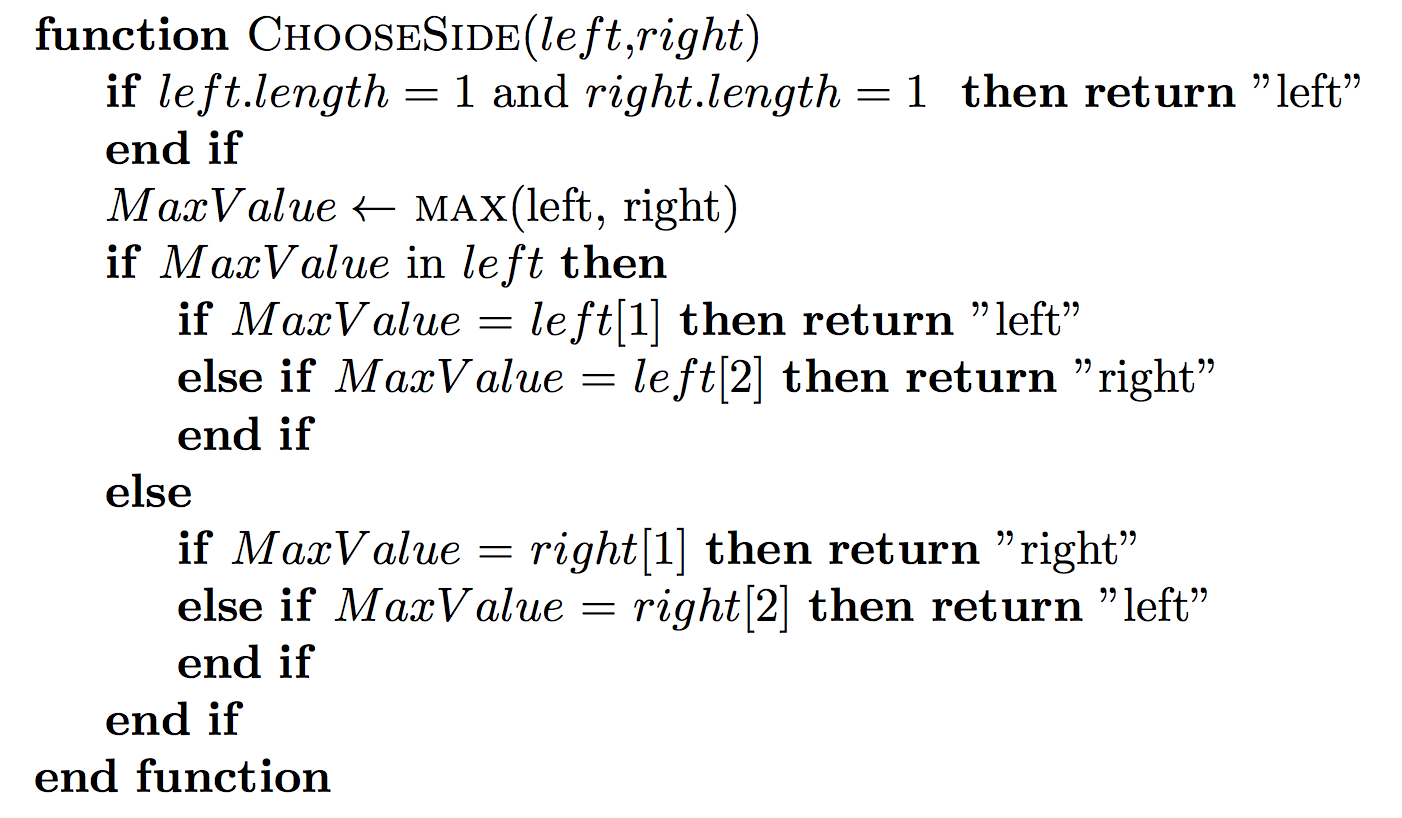 function CHOOSESIDE(left,right)
if left.length = 1 and right.length = 1 then return ”left”
end if
MaxValue ← MAX(left, right)
if MaxValue in left then
if MaxValue = left[1] then return ”left”
else if MaxValue = left[2] then return ”right”
end if
else
if MaxValue = right[1] then return ”right”
else if MaxValue = right[2] then return ”left”
end if
end if
end function